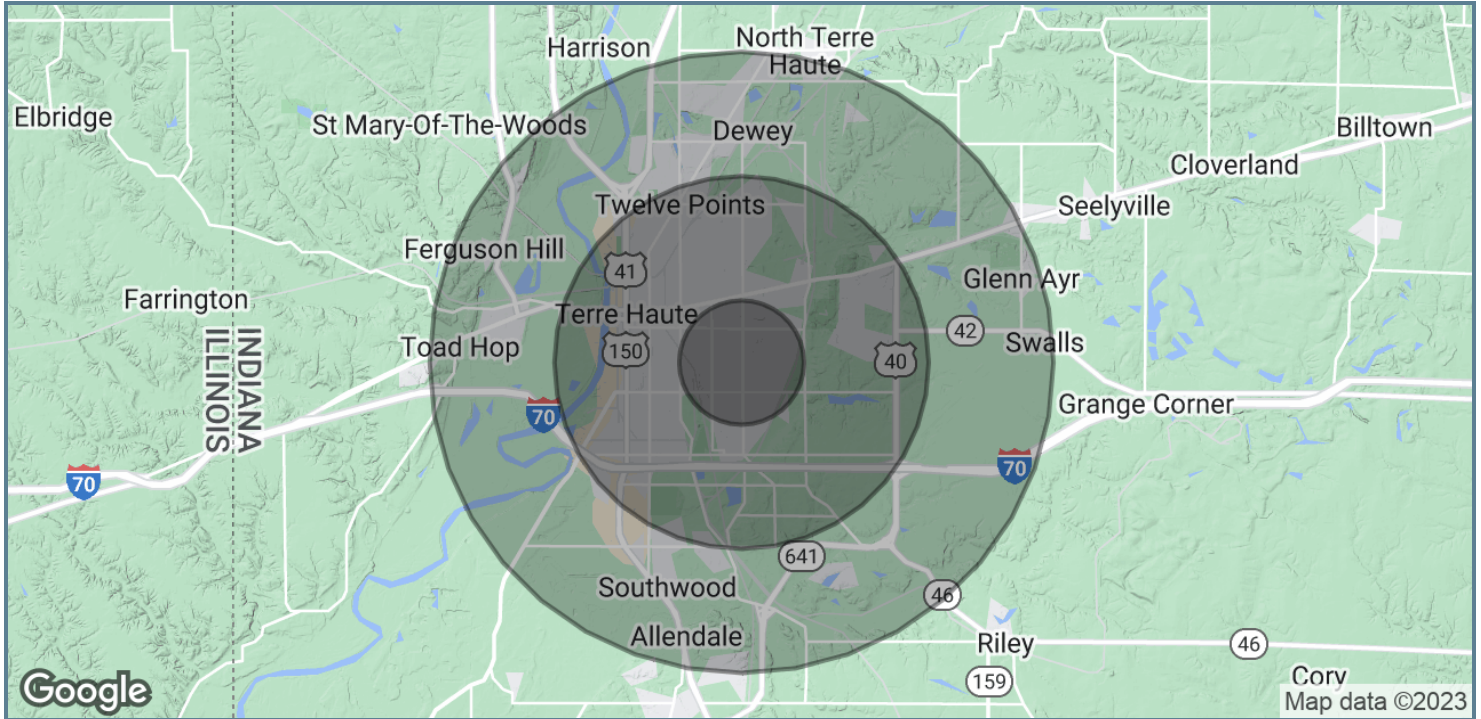 Harrison
North Terre
Haute
Elbridge
St Mary-Of-The-Woods
Dewey
Billtown
Cloverland
Twelve Points
Seelyville
Ferguson Hill
41
Glenn Ayr
Farrington
Terre Haute
42
Toad Hop
150
40
Swalls
INDIANA
ILLINOIS
70
Grange Corner
70
70
641
Southwood
46
Allendale
Riley
46
159
Cory
Google
Map data ©2023